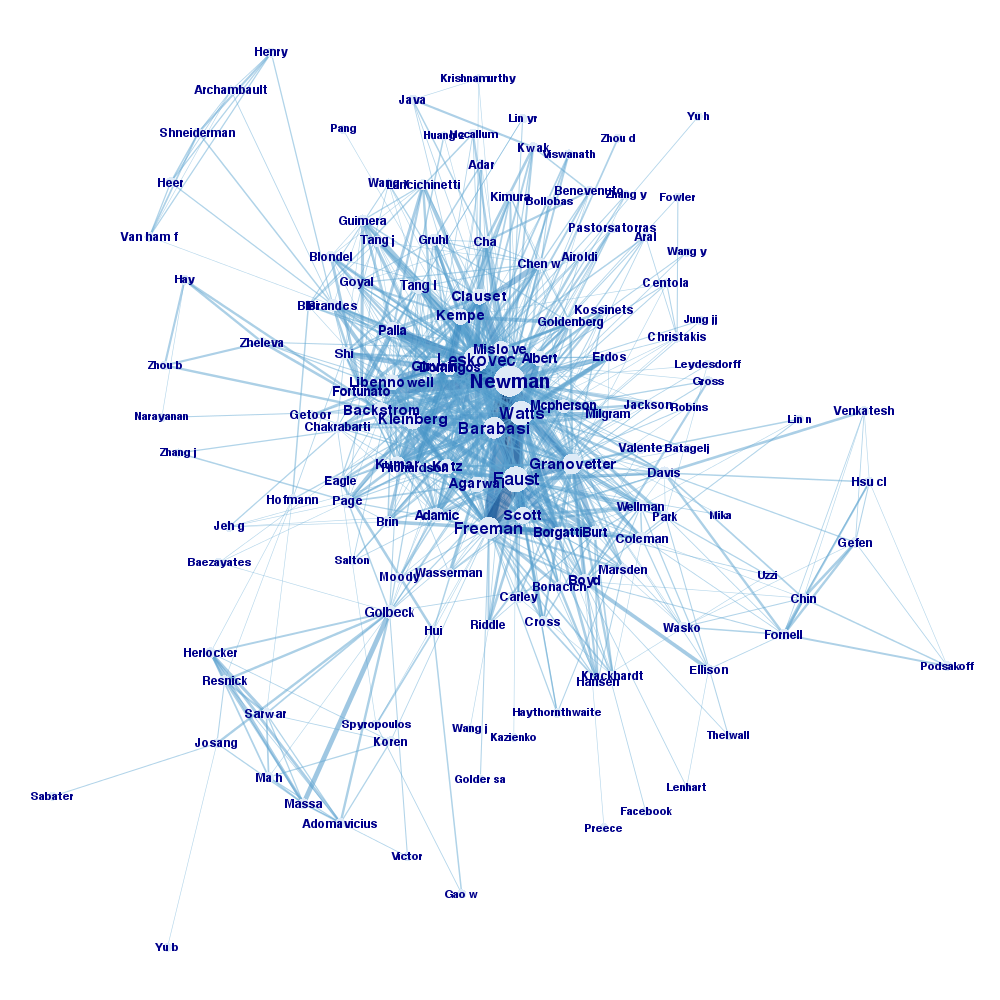 Henry
Krishnamurthy
Archambault
Java
Yu h
Lin yr
Pang
Shneiderman
Mccallum
Zhou d
Kwak
Viswanath
Adar
Heer
Lancichinetti
Benevenuto
Zhang y
Kimura
Bollobas
Fowler
Guimera
Pastorsatorras
Van ham f
Tang j
Gruhl
Cha
Aral
Wang y
Blondel
Airoldi
Chen w
Hay
Goyal
Tang l
Centola
Clauset
Brandes
Kossinets
Kempe
Goldenberg
Jung jj
Palla
Christakis
Zheleva
Shi
Mislove
Albert
Erdos
Leskovec
Domingos
Leydesdorff
Zhou b
Newman
Gross
Libennowell
Fortunato
Backstrom
Mcpherson
Jackson
Robins
Narayanan
Getoor
Kleinberg
Watts
Milgram
Venkatesh
Lin n
Chakrabarti
Barabasi
Zhang j
Valente
Batagelj
Kumar
Richardson
Katz
Granovetter
Davis
Eagle
Agarwal
Faust
Hsu cl
Hofmann
Page
Wellman
Jeh g
Brin
Adamic
Scott
Park
Mika
Freeman
Borgatti
Burt
Coleman
Gefen
Baezayates
Salton
Moody
Wasserman
Marsden
Boyd
Uzzi
Bonacich
Carley
Chin
Golbeck
Hui
Riddle
Cross
Wasko
Fornell
Herlocker
Podsakoff
Resnick
Krackhardt
Hansen
Ellison
Sarwar
Haythornthwaite
Spyropoulos
Wang j
Kazienko
Thelwall
Josang
Koren
Ma h
Golder sa
Lenhart
Sabater
Massa
Facebook
Adomavicius
Preece
Victor
Gao w
Yu b